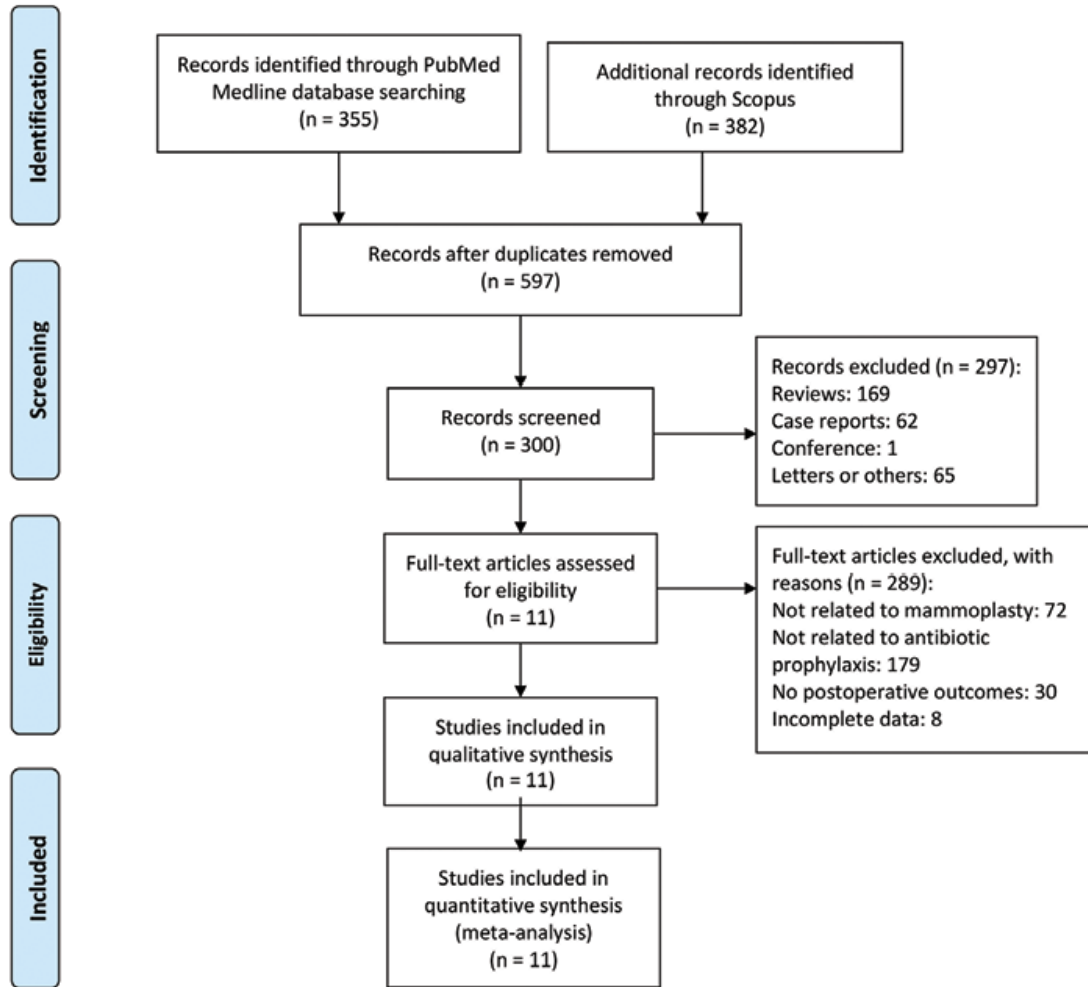 Identification
Records identified through PubMed
Medline database searching
(n = 355)
Additional records identified
through Scopus
(n = 382)
Records after duplicates removed
(n = 597)
Screening
Records screened
(n = 300)
Records excluded (n = 297):
Reviews: 169
Case reports: 62
Conference: 1
Letters or others: 65
Eligibility
Full-text articles assessed
for eligibility
(n = 11)
Full-text articles excluded, with
reasons (n = 289):
Not related to mammoplasty: 72
Not related to antibiotic
prophylaxis: 179
No postoperative outcomes: 30
Incomplete data: 8
Studies included in
qualitative synthesis
(n = 11)
Included
Studies included in
quantitative synthesis
(meta-analysis)
(n = 11)